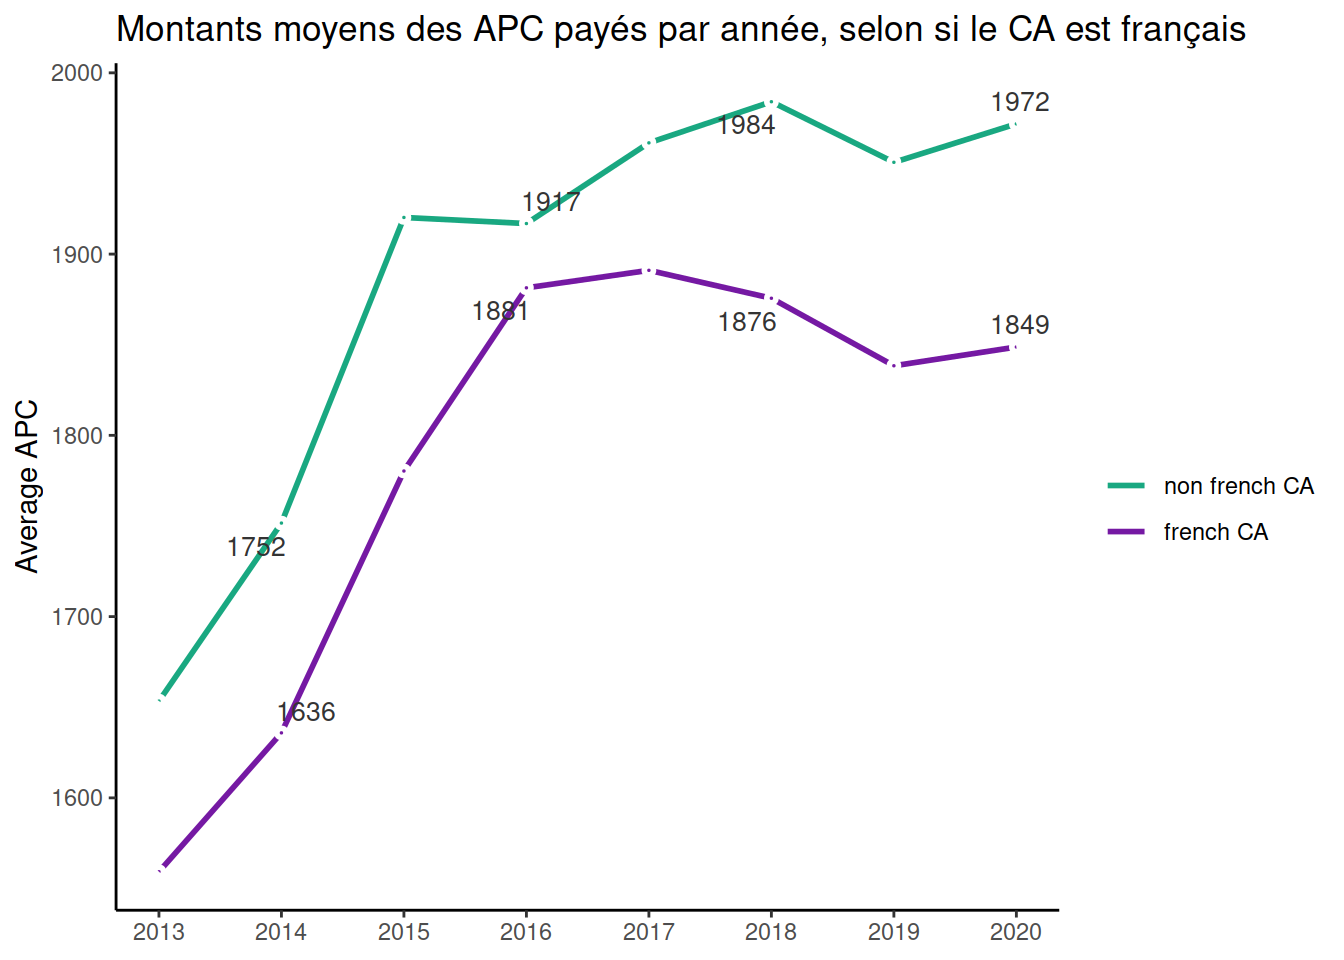 Montants moyens des APC payés par année, selon si le CA est français
2000
1900
1800
1700
1600
Average APC
1972
1984
1917
1881
1876
1849
1752
1636
non french CA
french CA
2013 2014 2015 2016 2017 2018 2019 2020